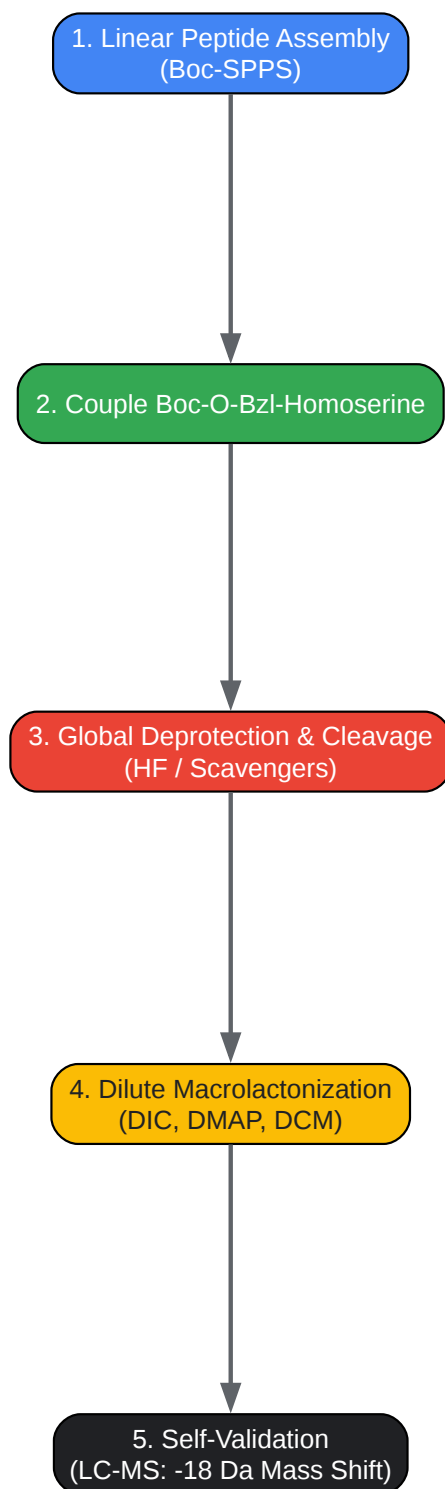 1. Linear Peptide Assembly
(Boc-SPPS)
2. Couple Boc-O-Bzl-Homoserine
3. Global Deprotection & Cleavage
(HF / Scavengers)
4. Dilute Macrolactonization
(DIC, DMAP, DCM)
5. Self-Validation
(LC-MS: -18 Da Mass Shift)